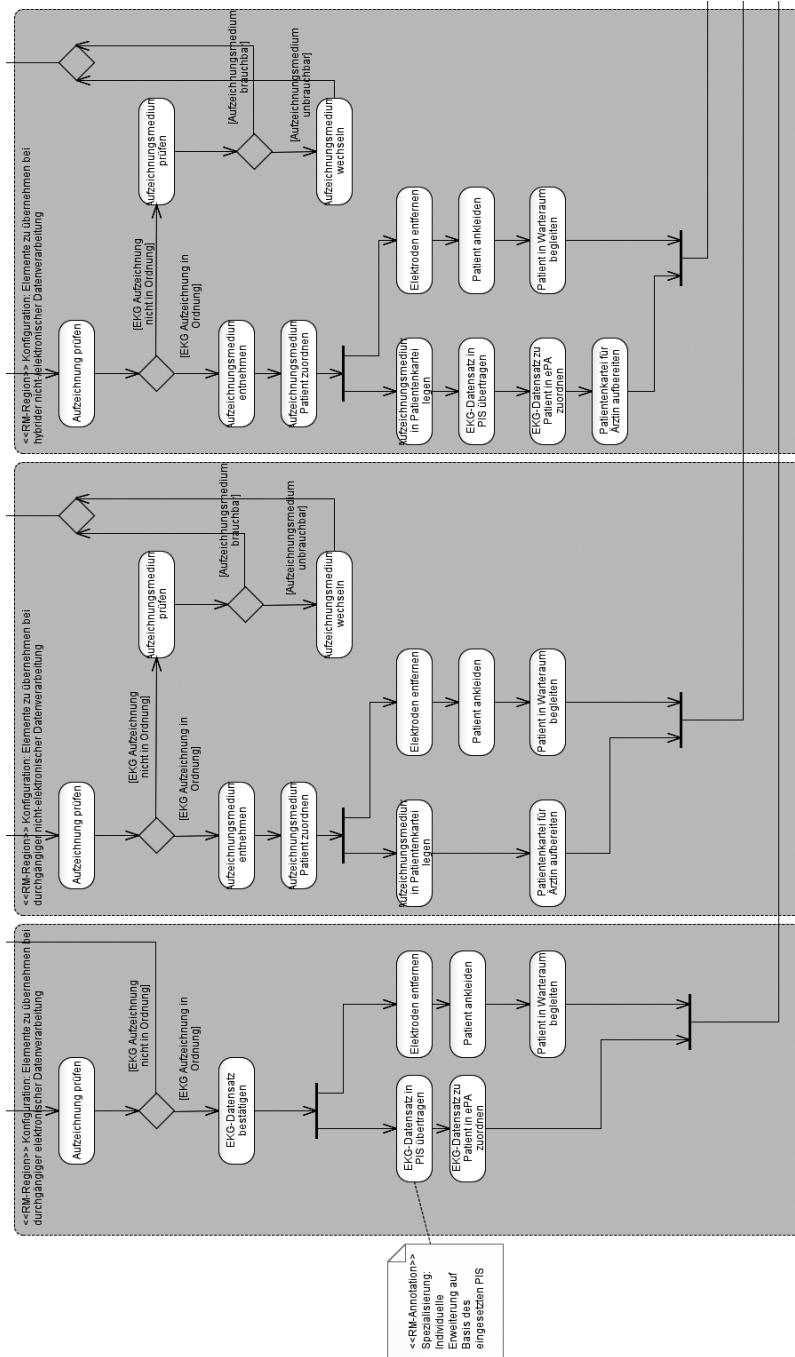 <<RM-Region>> Konfiguration: Elemente zu übernehmen bei
durchgängiger elektronischer Datenverarbeitung
Aufzeichnung prüfen
[EKG Aufzeichnung
nicht in Ordnung]
[EKG Aufzeichnung in
Ordnung]
EKG-Datensatz
bestätigen
EKG-Datensatz in
PIS übertragen
Elektroden entfernen
EKG-Datensatz zu
Patient in ePA
zuordnen
Patient ankleiden
Patient in Warteraum
begleiten
<<RM-Annotation>>
Spezialisierung:
Individuelle
Erweiterung auf
Basis des
eingesetzten PIS
<<RM-Region>> Konfiguration: Elemente zu übernehmen bei
durchgängiger nicht-elektronischer Datenverarbeitung
Aufzeichnung prüfen
[EKG Aufzeichnung
nicht in Ordnung]
Aufzeichnungsmedium
prüfen
[EKG Aufzeichnung in
Ordnung]
[Aufzeichnungsmedium
brauchbar]
[Aufzeichnungsmedium
unbrauchbar]
Aufzeichnungsmedium
entnehmen
Aufzeichnungsmedium
Patient zuordnen
Aufzeichnungsmedium
wechseln
Aufzeichnungsmedium
in Patientenkartei
legen
Elektroden entfernen
Patient ankleiden
Patientenkartei für
Ärztin aufbereiten
Patient in Warteraum
begleiten
<<RM-Region>> Konfiguration: Elemente zu übernehmen bei
hybrider nicht-/elektronischer Datenverarbeitung
Aufzeichnung prüfen
[EKG Aufzeichnung
nicht in Ordnung]
Aufzeichnungsmedium
prüfen
[EKG Aufzeichnung in
Ordnung]
[Aufzeichnungsmedium
brauchbar]
[Aufzeichnungsmedium
unbrauchbar]
Aufzeichnungsmedium
entnehmen
Aufzeichnungsmedium
Patient zuordnen
Aufzeichnungsmedium
wechseln
Aufzeichnungsmedium
in Patientenkartei
legen
Elektroden entfernen
EKG-Datensatz in
PIS übertragen
Patient ankleiden
EKG-Datensatz zu
Patient in ePA
zuordnen
Patient in Warteraum
begleiten
Patientenkartei für
Ärztin aufbereiten